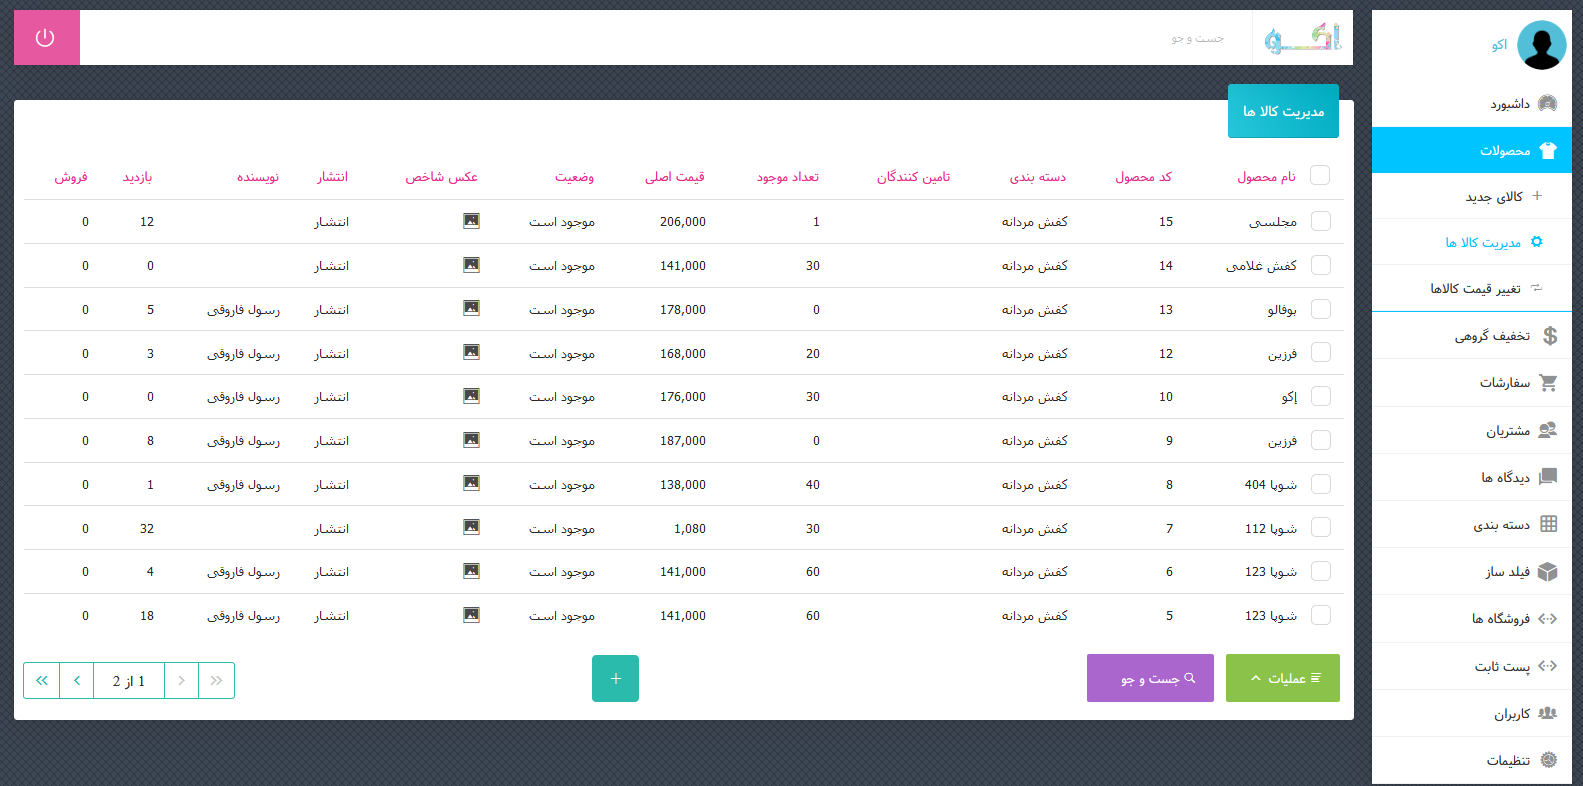 اکو
جست و جو
اکو
داشبورد
محصولات
کالای جدید
مدیریت کالا ها
تغییر قیمت کالاها
تخفیف گروهی
سفارشات
مشتریان
دیدگاه ها
دسته بندی
فیلد ساز
فروشگاه ها
پست ثابت
کاربران
تنظیمات
مدیریت کالا ها
نام محصول کد محصول دسته بندی تامین کنندگان تعداد موجود قیمت اصلی وضعیت عکس شاخص انتشار نویسنده بازدید فروش
مجلسی 15 کفش مردانه 1 206,000 موجود است انتشار 12 0
کفش غلامی 14 کفش مردانه 30 141,000 موجود است انتشار 0 0
بوفالو 13 کفش مردانه 0 178,000 موجود است انتشار رسول فاروقی 5 0
فرزین 12 کفش مردانه 20 168,000 موجود است انتشار رسول فاروقی 3 0
إکو 10 کفش مردانه 30 176,000 موجود است انتشار رسول فاروقی 0 0
فرزین 9 کفش مردانه 0 187,000 موجود است انتشار رسول فاروقی 8 0
شوپا 404 8 کفش مردانه 40 138,000 موجود است انتشار رسول فاروقی 1 0
شوپا 112 7 کفش مردانه 30 1,080 موجود است انتشار 32 0
شوپا 123 6 کفش مردانه 60 141,000 موجود است انتشار رسول فاروقی 4 0
شوپا 123 5 کفش مردانه 60 141,000 موجود است انتشار رسول فاروقی 18 0
عملیات جست و جو + 1 از 2